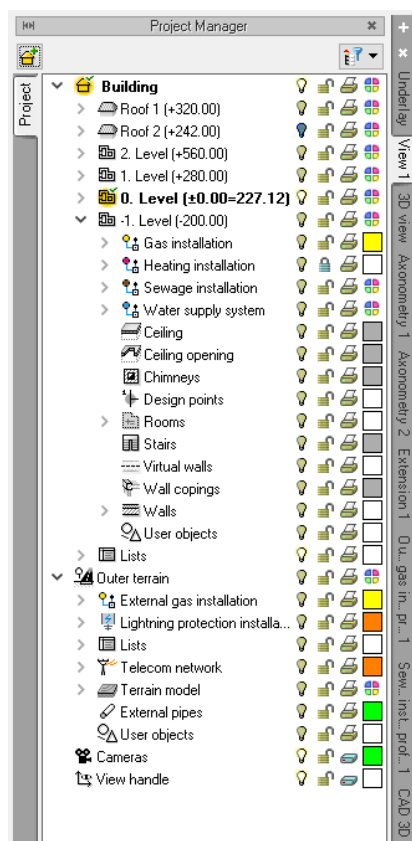 Project Manager
Project
Building
Roof 1 (+320.00)
Roof 2 (+242.00)
2. Level (+560.00)
1. Level (+280.00)
0. Level (±0.00=227.12)
-1. Level (-200.00)
Gas installation
Heating installation
Sewage installation
Water supply system
Ceiling
Ceiling opening
Chimneys
Design points
Rooms
Stairs
Virtual walls
Wall copings
Walls
User objects
Lists
Outer terrain
External gas installation
Lightning protection installa...
Lists
Telecom network
Terrain model
External pipes
User objects
Cameras
View handle
Underlay
View 1
3D view
Axonometry 1
Axonometry 2
Extension 1
Ou... gas in... pr... 1
Sew... inst... prof... 1
CAD 3D